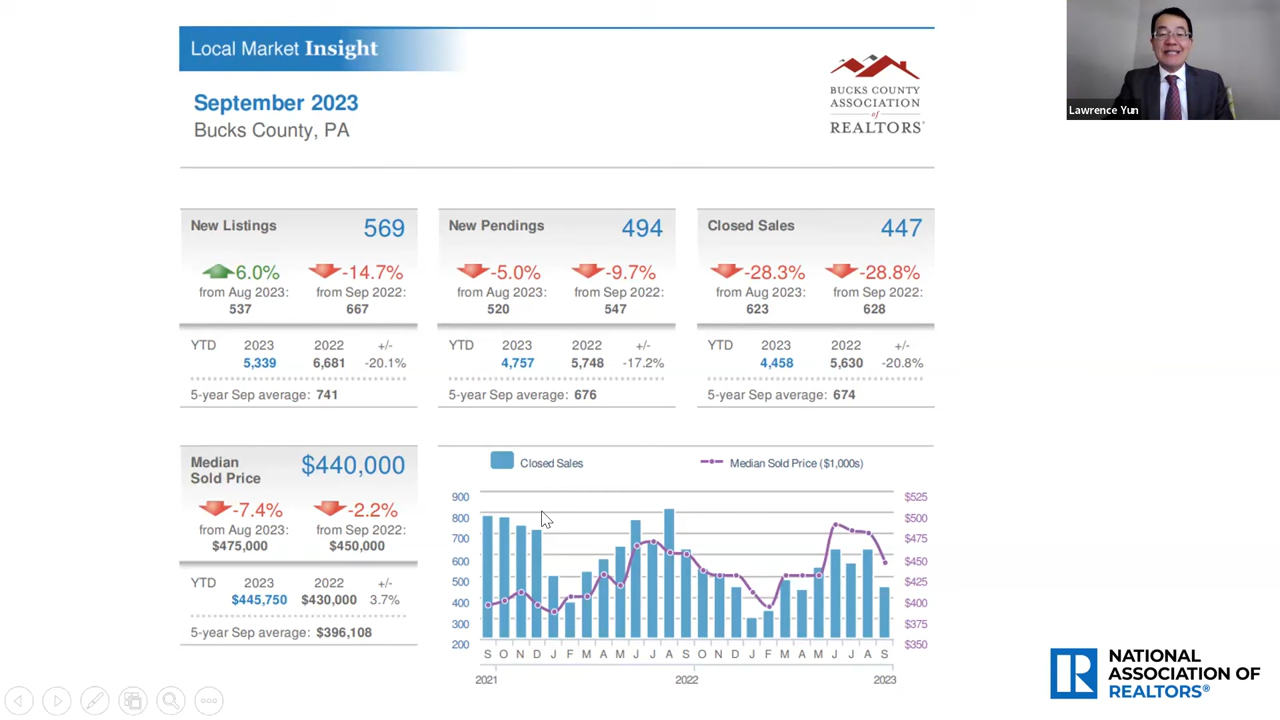 Local Market Insight
September 2023
Bucks County, PA
BUCKS COUNTY
ASSOCIATION
of
REALTORS®
Lawrence Yun
New Listings 569
6.0% -14.7%
from Aug 2023: from Sep 2022:
537 667
YTD 2023 2022 +/-
5,339 6,681 -20.1%
5-year Sep average: 741
New Pendings 494
-5.0% -9.7%
from Aug 2023: from Sep 2022:
520 547
YTD 2023 2022 +/-
4,757 5,748 -17.2%
5-year Sep average: 676
Closed Sales 447
-28.3% -28.8%
from Aug 2023: from Sep 2022:
623 628
YTD 2023 2022 +/-
4,458 5,630 -20.8%
5-year Sep average: 674
Median
Sold Price $440,000
-7.4% -2.2%
from Aug 2023: from Sep 2022:
$475,000 $450,000
YTD 2023 2022 +/-
$445,750 $430,000 3.7%
5-year Sep average: $396,108
Closed Sales Median Sold Price ($1,000s)
900 $525
800 $500
700 $475
600 $450
500 $425
400 $400
300 $375
200 $350
S O N D J F M A M J J A S O N D J F M A M J J A S
2021 2022 2023
NATIONAL
ASSOCIATION OF
REALTORS®